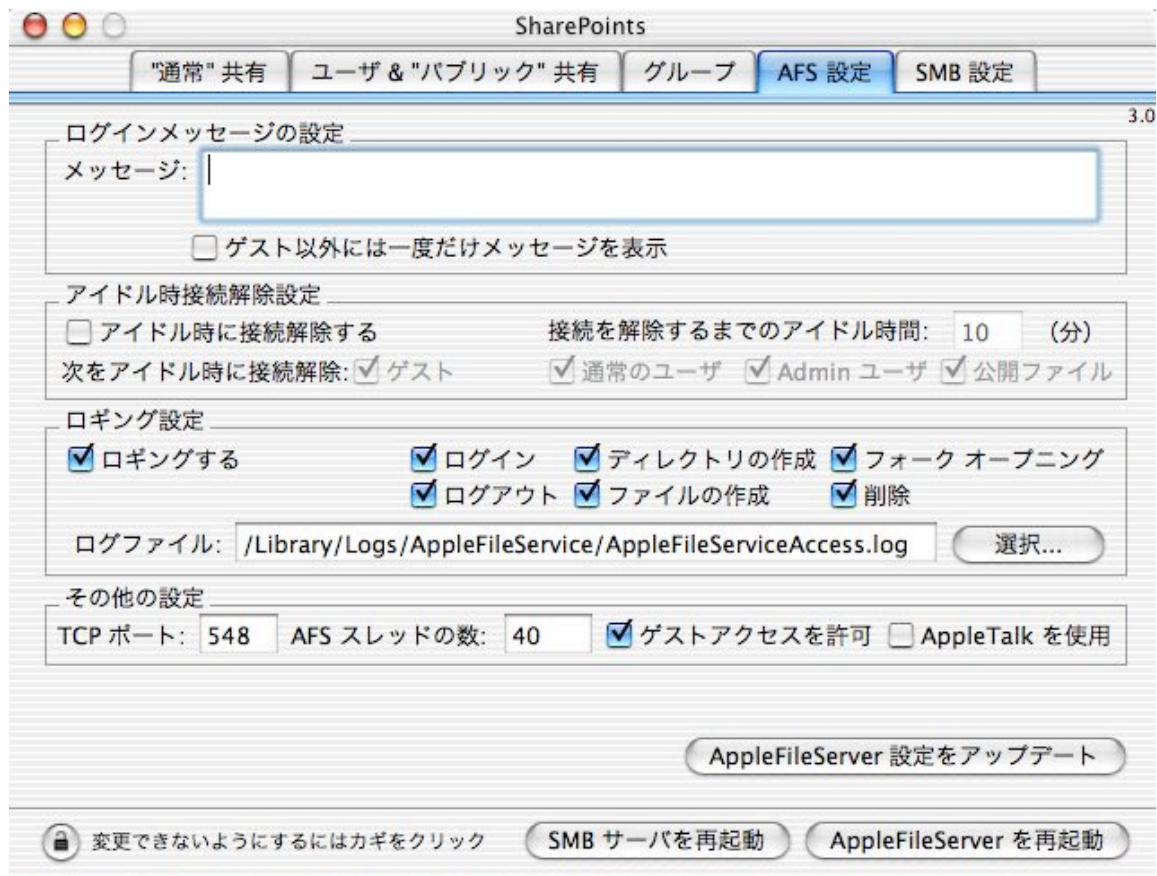 SharePoints
"通常" 共有 ユーザ & "パブリック" 共有 グループ AFS 設定 SMB 設定
3.0
ログインメッセージの設定
メッセージ:
ゲスト以外には一度だけメッセージを表示
アイドル時接続解除設定
アイドル時に接続解除する 接続を解除するまでのアイドル時間: 10 (分)
次をアイドル時に接続解除: ゲスト 通常のユーザ Admin ユーザ 公開ファイル
ロギング設定
ロギングする ログイン ディレクトリの作成 フォーク オープニング
ログアウト ファイルの作成 削除
ログファイル: /Library/Logs/AppleFileService/AppleFileServiceAccess.log 選択...
その他の設定
TCP ポート: 548 AFS スレッドの数: 40 ゲストアクセスを許可 AppleTalk を使用
AppleFileServer 設定をアップデート
変更できないようにするにはカギをクリック SMB サーバを再起動 AppleFileServer を再起動